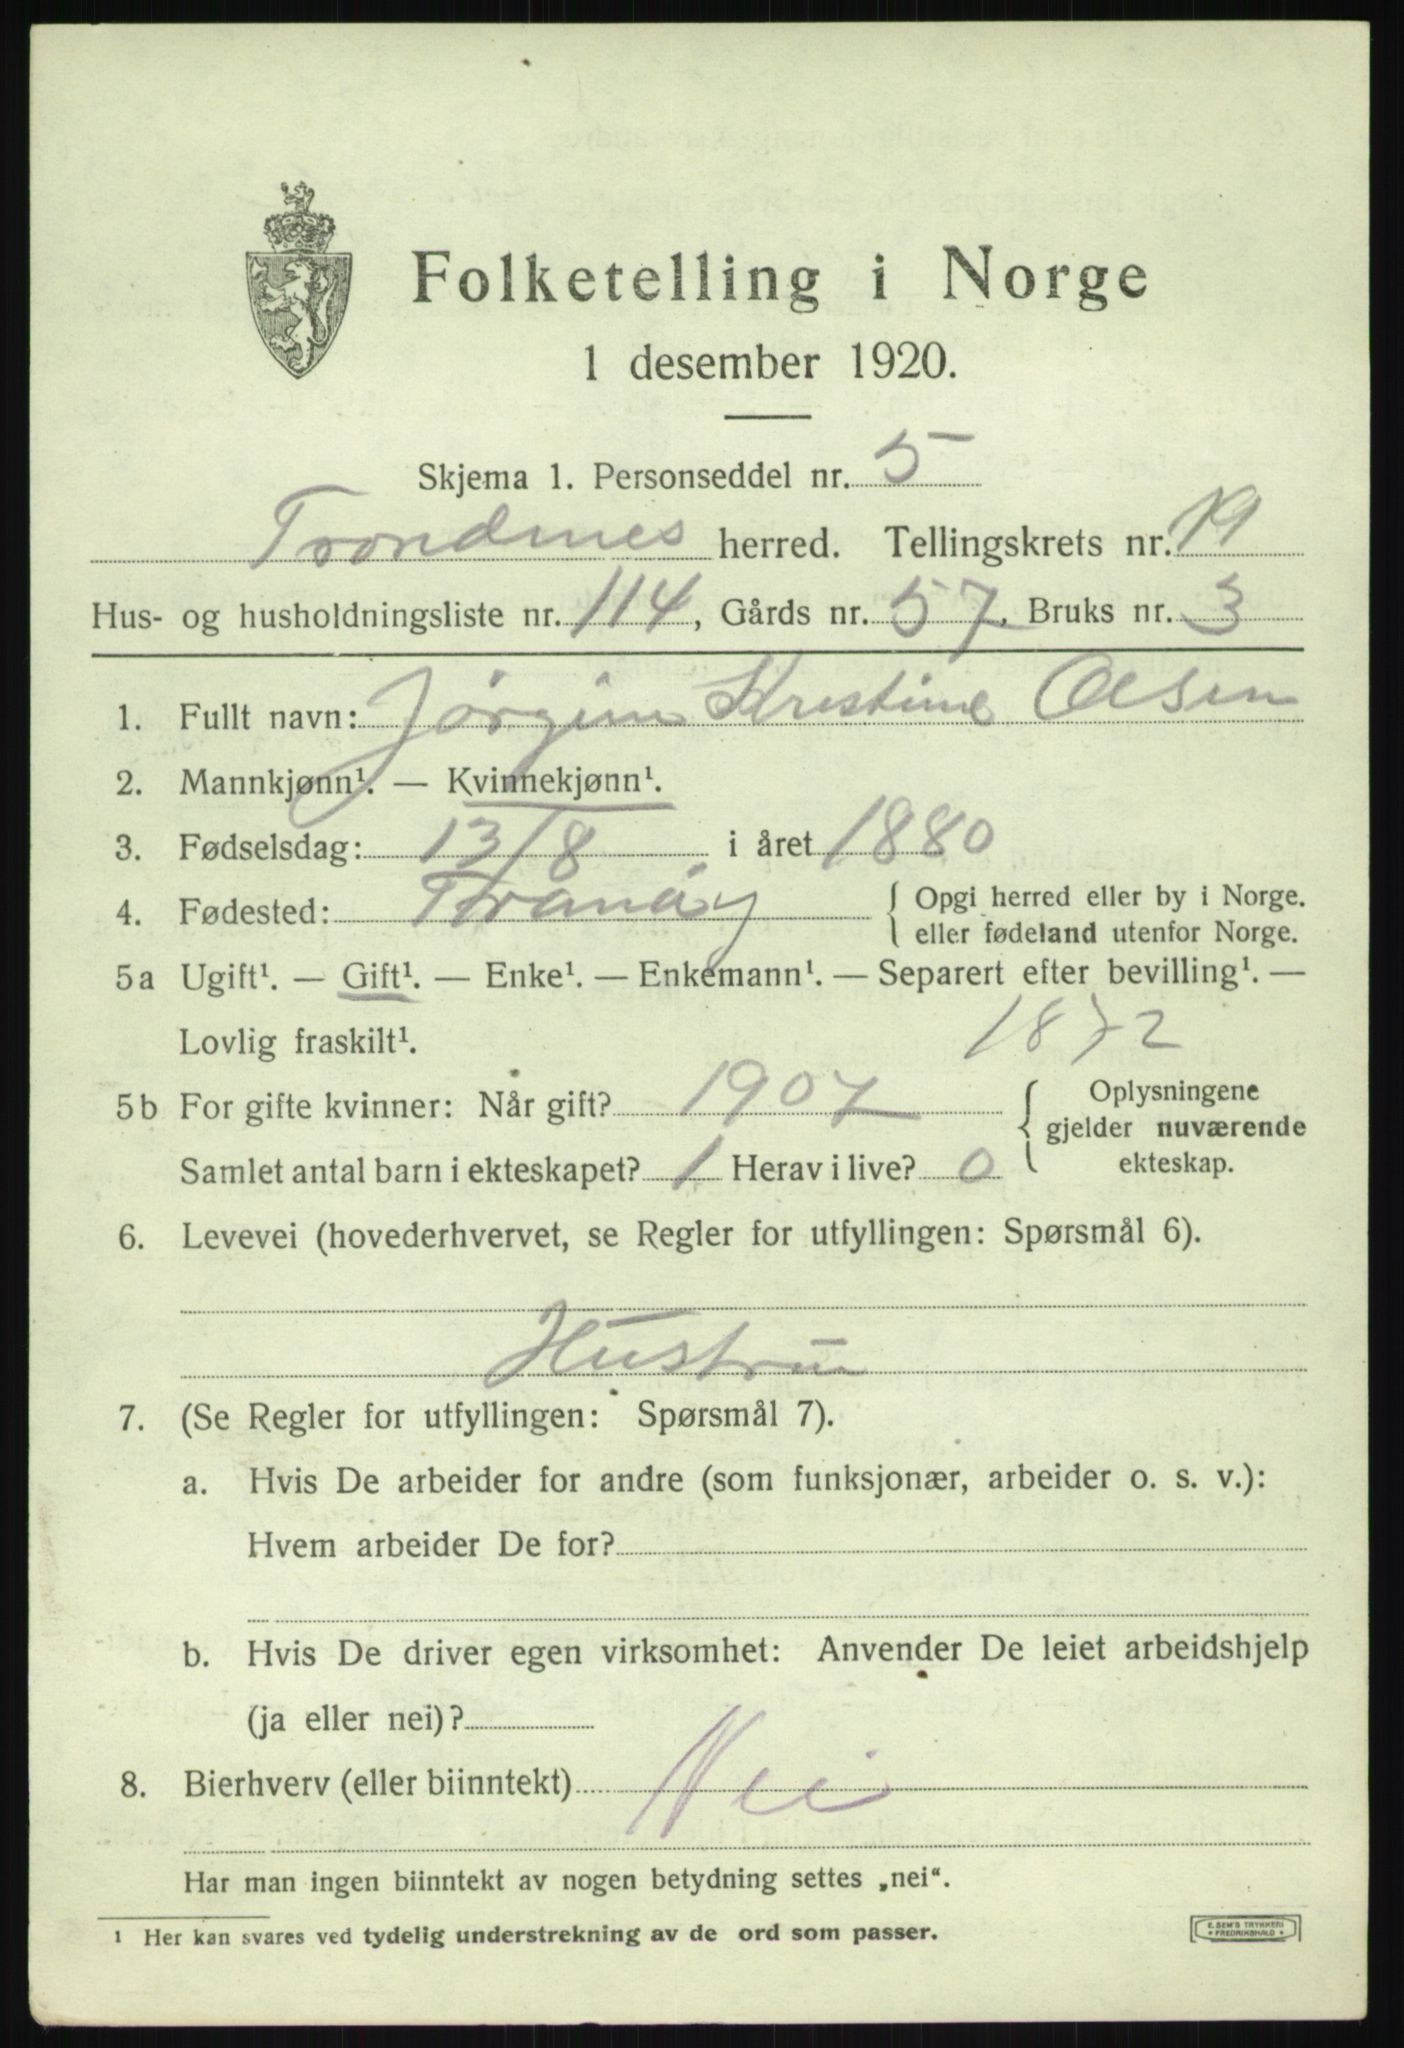 Folketelling i Norge
1 desember 1920.
Skjema 1. Personseddel nr. 5
Trondenes herred. Tellingskrets nr. 19
Hus- og husholdningsliste nr. 114, Gårds nr. 57, Bruks nr. 3
1. Fullt navn: Jørgine Kristine Olsen
2. Mannkjønn¹. — Kvinnekjønn¹.
3. Fødselsdag: 13/8 i året 1880
4. Fødested: Tranøy { Opgi herred eller by i Norge.
eller fødeland utenfor Norge.
5a Ugift¹. — Gift¹. — Enke¹. — Enkemann¹. — Separert efter bevilling¹. —
Lovlig fraskilt¹. 1872
5b For gifte kvinner: Når gift? 1907 { Oplysningene
gjelder nuværende
Samlet antal barn i ekteskapet? 1 Herav i live? 0 ekteskap.
6. Levevei (hovederhvervet, se Regler for utfyllingen: Spørsmål 6).
Hustru
7. (Se Regler for utfyllingen: Spørsmål 7).
a. Hvis De arbeider for andre (som funksjonær, arbeider o. s. v.):
Hvem arbeider De for?
b. Hvis De driver egen virksomhet: Anvender De leiet arbeidshjelp
(ja eller nei)?
8. Bierhverv (eller biinntekt) Nei
Har man ingen biinntekt av nogen betydning settes „nei“.
¹ Her kan svares ved tydelig understrekning av de ord som passer.
E. SEM'S TRYKKERI
* FREDRIKSHALD *